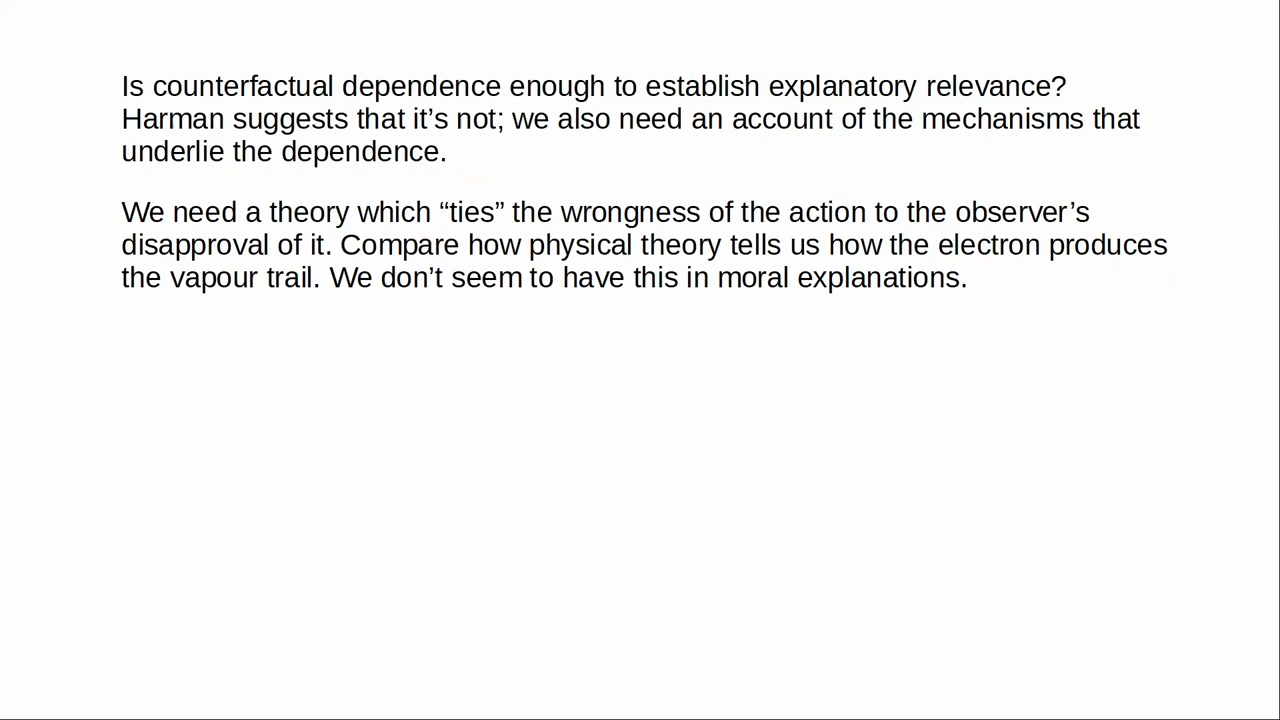 Is counterfactual dependence enough to establish explanatory relevance?
Harman suggests that it’s not; we also need an account of the mechanisms that
underlie the dependence.
We need a theory which “ties” the wrongness of the action to the observer’s
disapproval of it. Compare how physical theory tells us how the electron produces
the vapour trail. We don’t seem to have this in moral explanations.